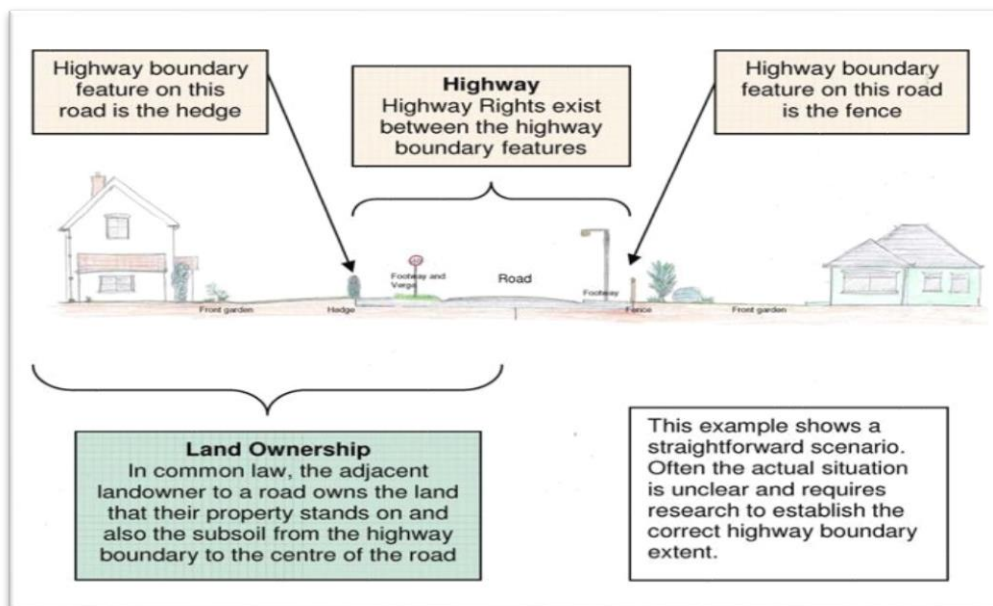 Highway boundary
feature on this
road is the hedge
Highway
Highway Rights exist
between the highway
boundary features
Highway boundary
feature on this road
is the fence
Footway and
Verge
Road
Footway
Front garden
Hedge
Fence
Front garden
Land Ownership
In common law, the adjacent
landowner to a road owns the land
that their property stands on and
also the subsoil from the highway
boundary to the centre of the road
This example shows a
straightforward scenario.
Often the actual situation
is unclear and requires
research to establish the
correct highway boundary
extent.